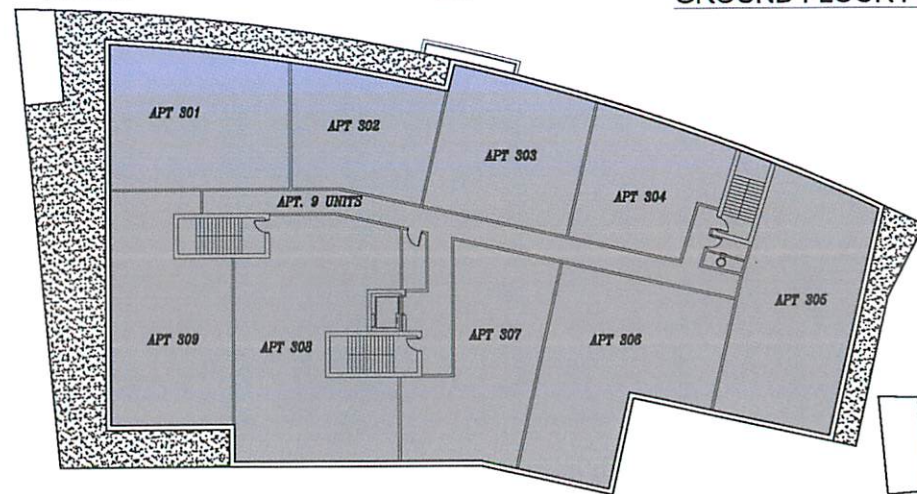 GROUND FLOOR
APT 301
APT 302
APT 303
APT 304
APT. 9 UNITS
APT 305
APT 309
APT 308
APT 307
APT 306